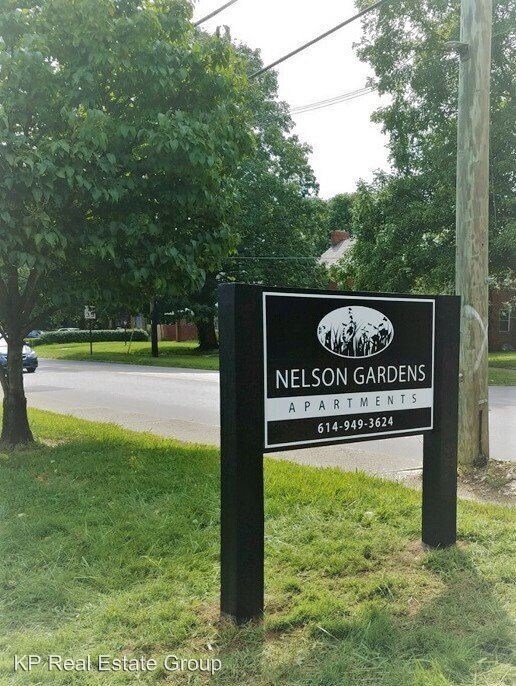 NELSON GARDENS
APARTMENTS
614-949-3624
KP Real Estate Group